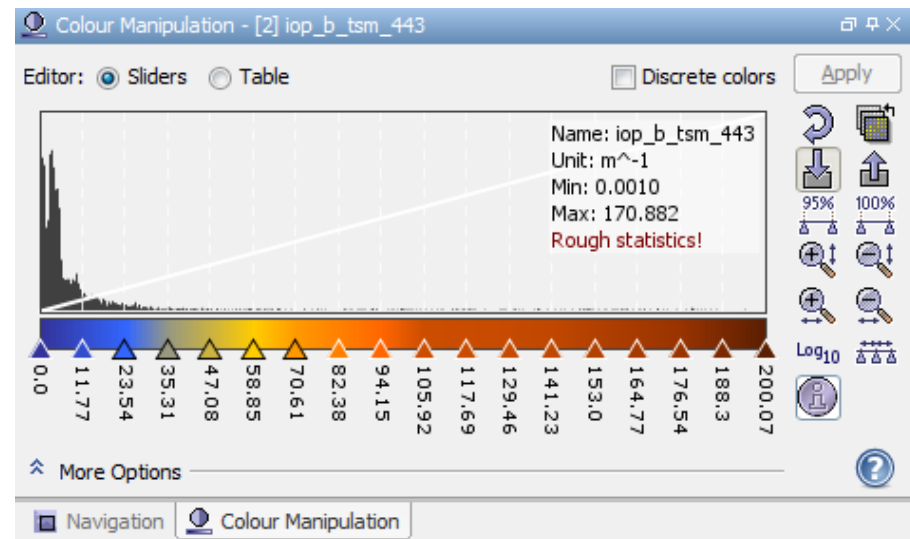 Colour Manipulation - [2] iop_b_tsm_443
Editor: Sliders Table Discrete colors Apply
Name: iop_b_tsm_443
Unit: m^-1
Min: 0.0010
Max: 170.882
Rough statistics!
95% 100%
Log10
0.0 11.77 23.54 35.31 47.08 58.85 70.61 82.38 94.15 105.92 117.69 129.46 141.23 153.0 164.77 176.54 188.3 200.07
More Options
Navigation Colour Manipulation